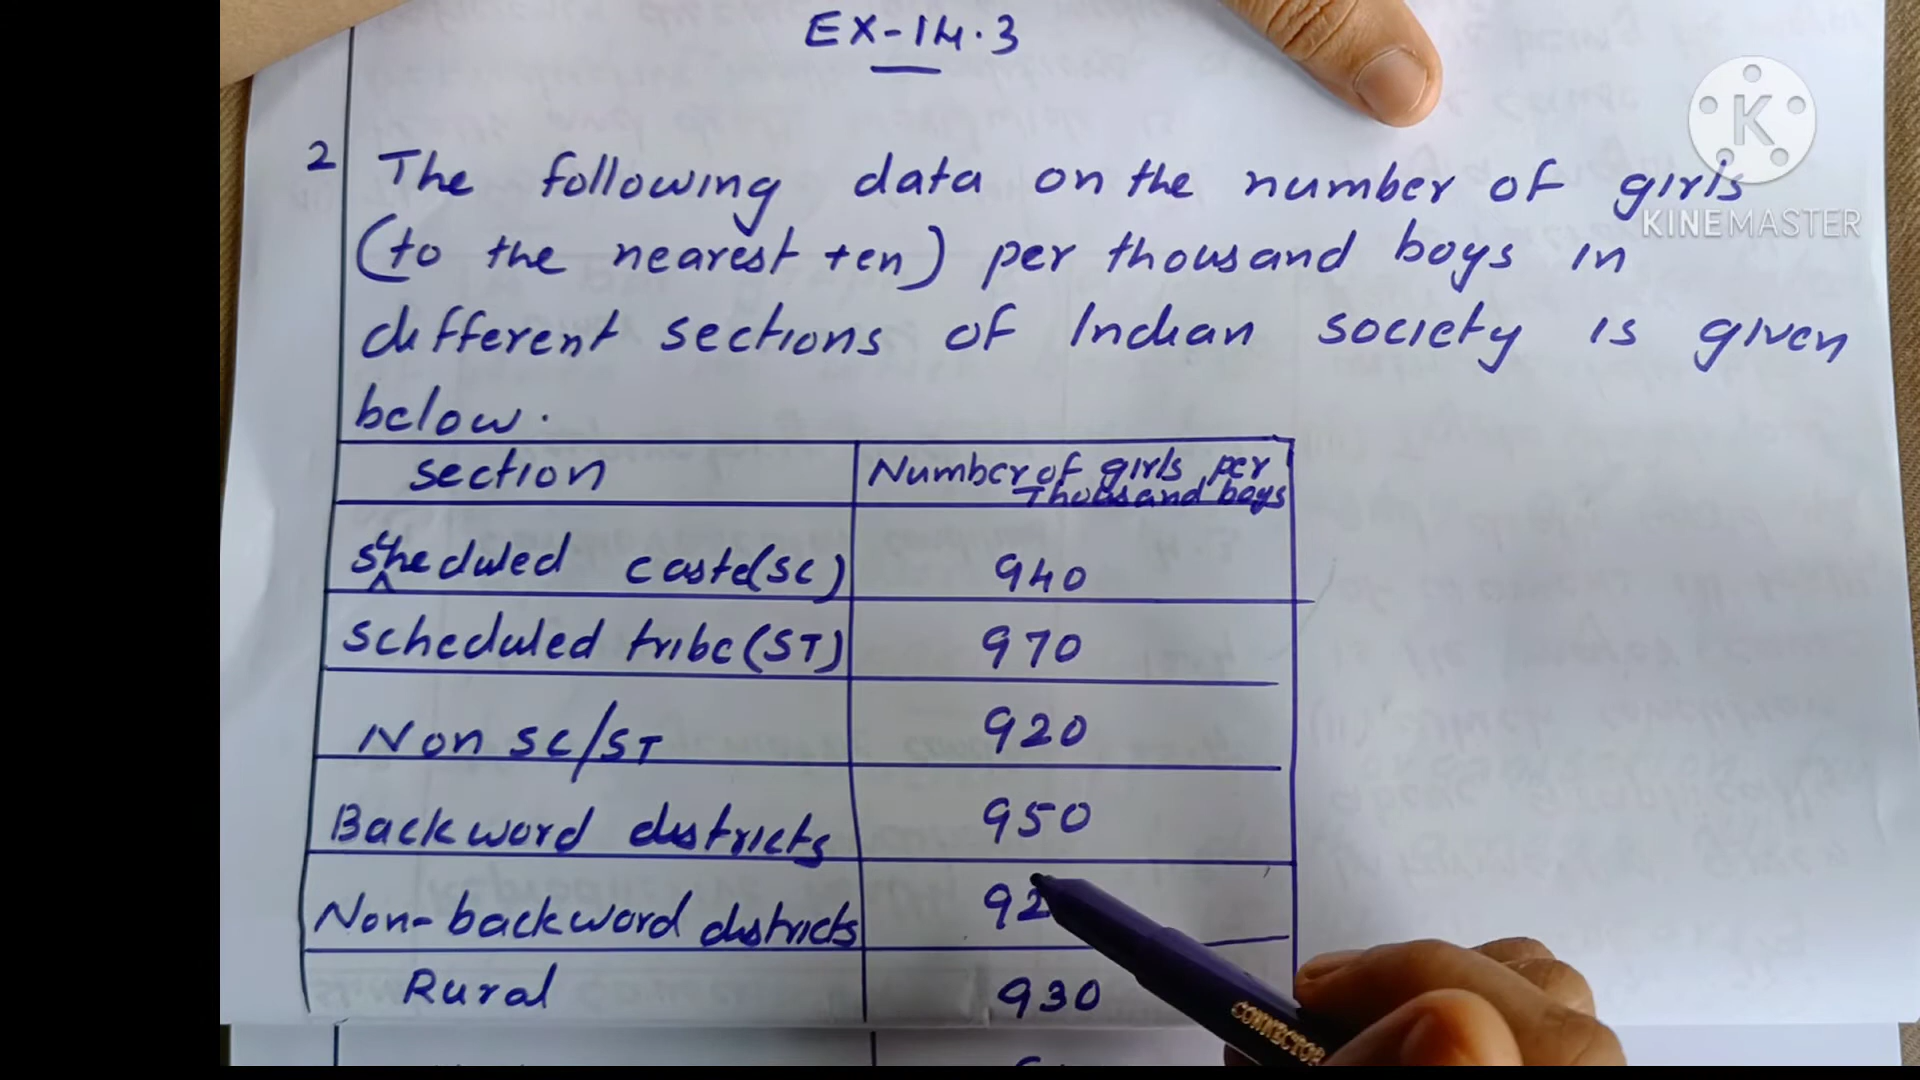 EX-14.3
2 The following data on the number of girls
(to the nearest ten) per thousand boys in
different sections of Indian society is given
below.
section Number of girls per Thousand boys
Scheduled caste(SC) 940
Scheduled tribe(ST) 970
Non SC/ST 920
Backword districts 950
Non-backword districts 92
Rural 930
K
KINEMASTER
CONNECTOR